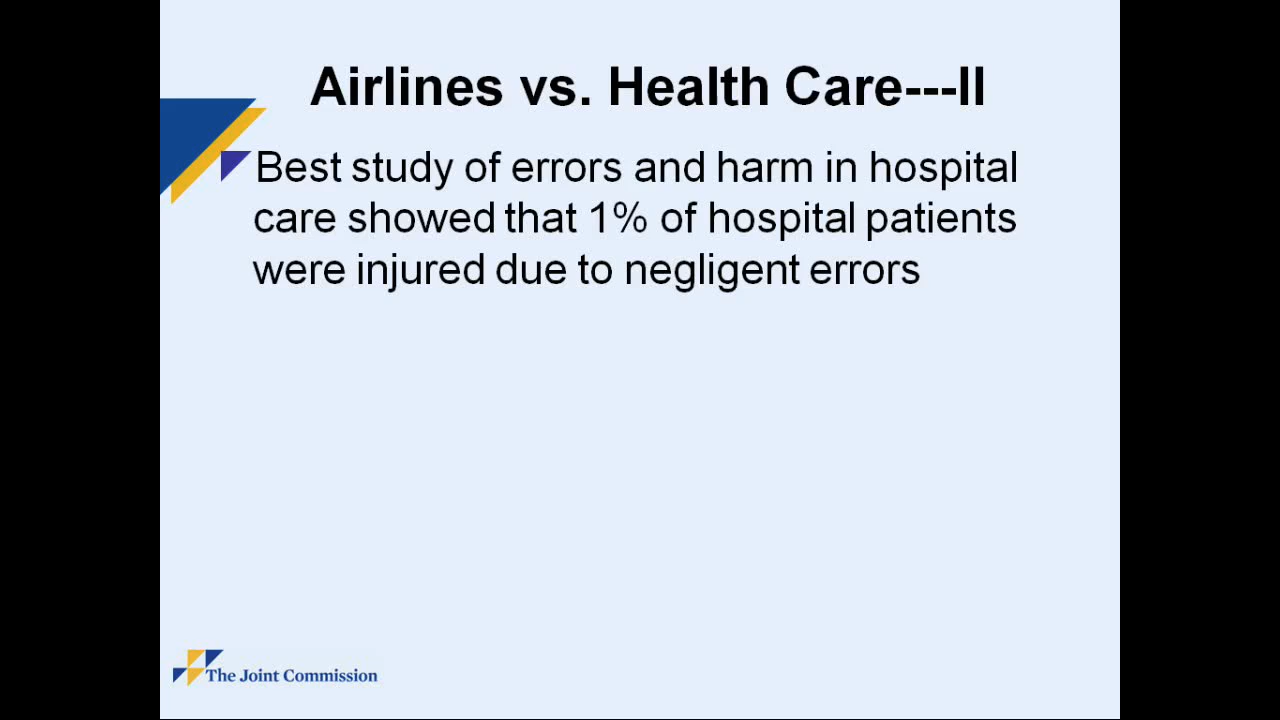 Airlines vs. Health Care---II
Best study of errors and harm in hospital
care showed that 1% of hospital patients
were injured due to negligent errors
The Joint Commission